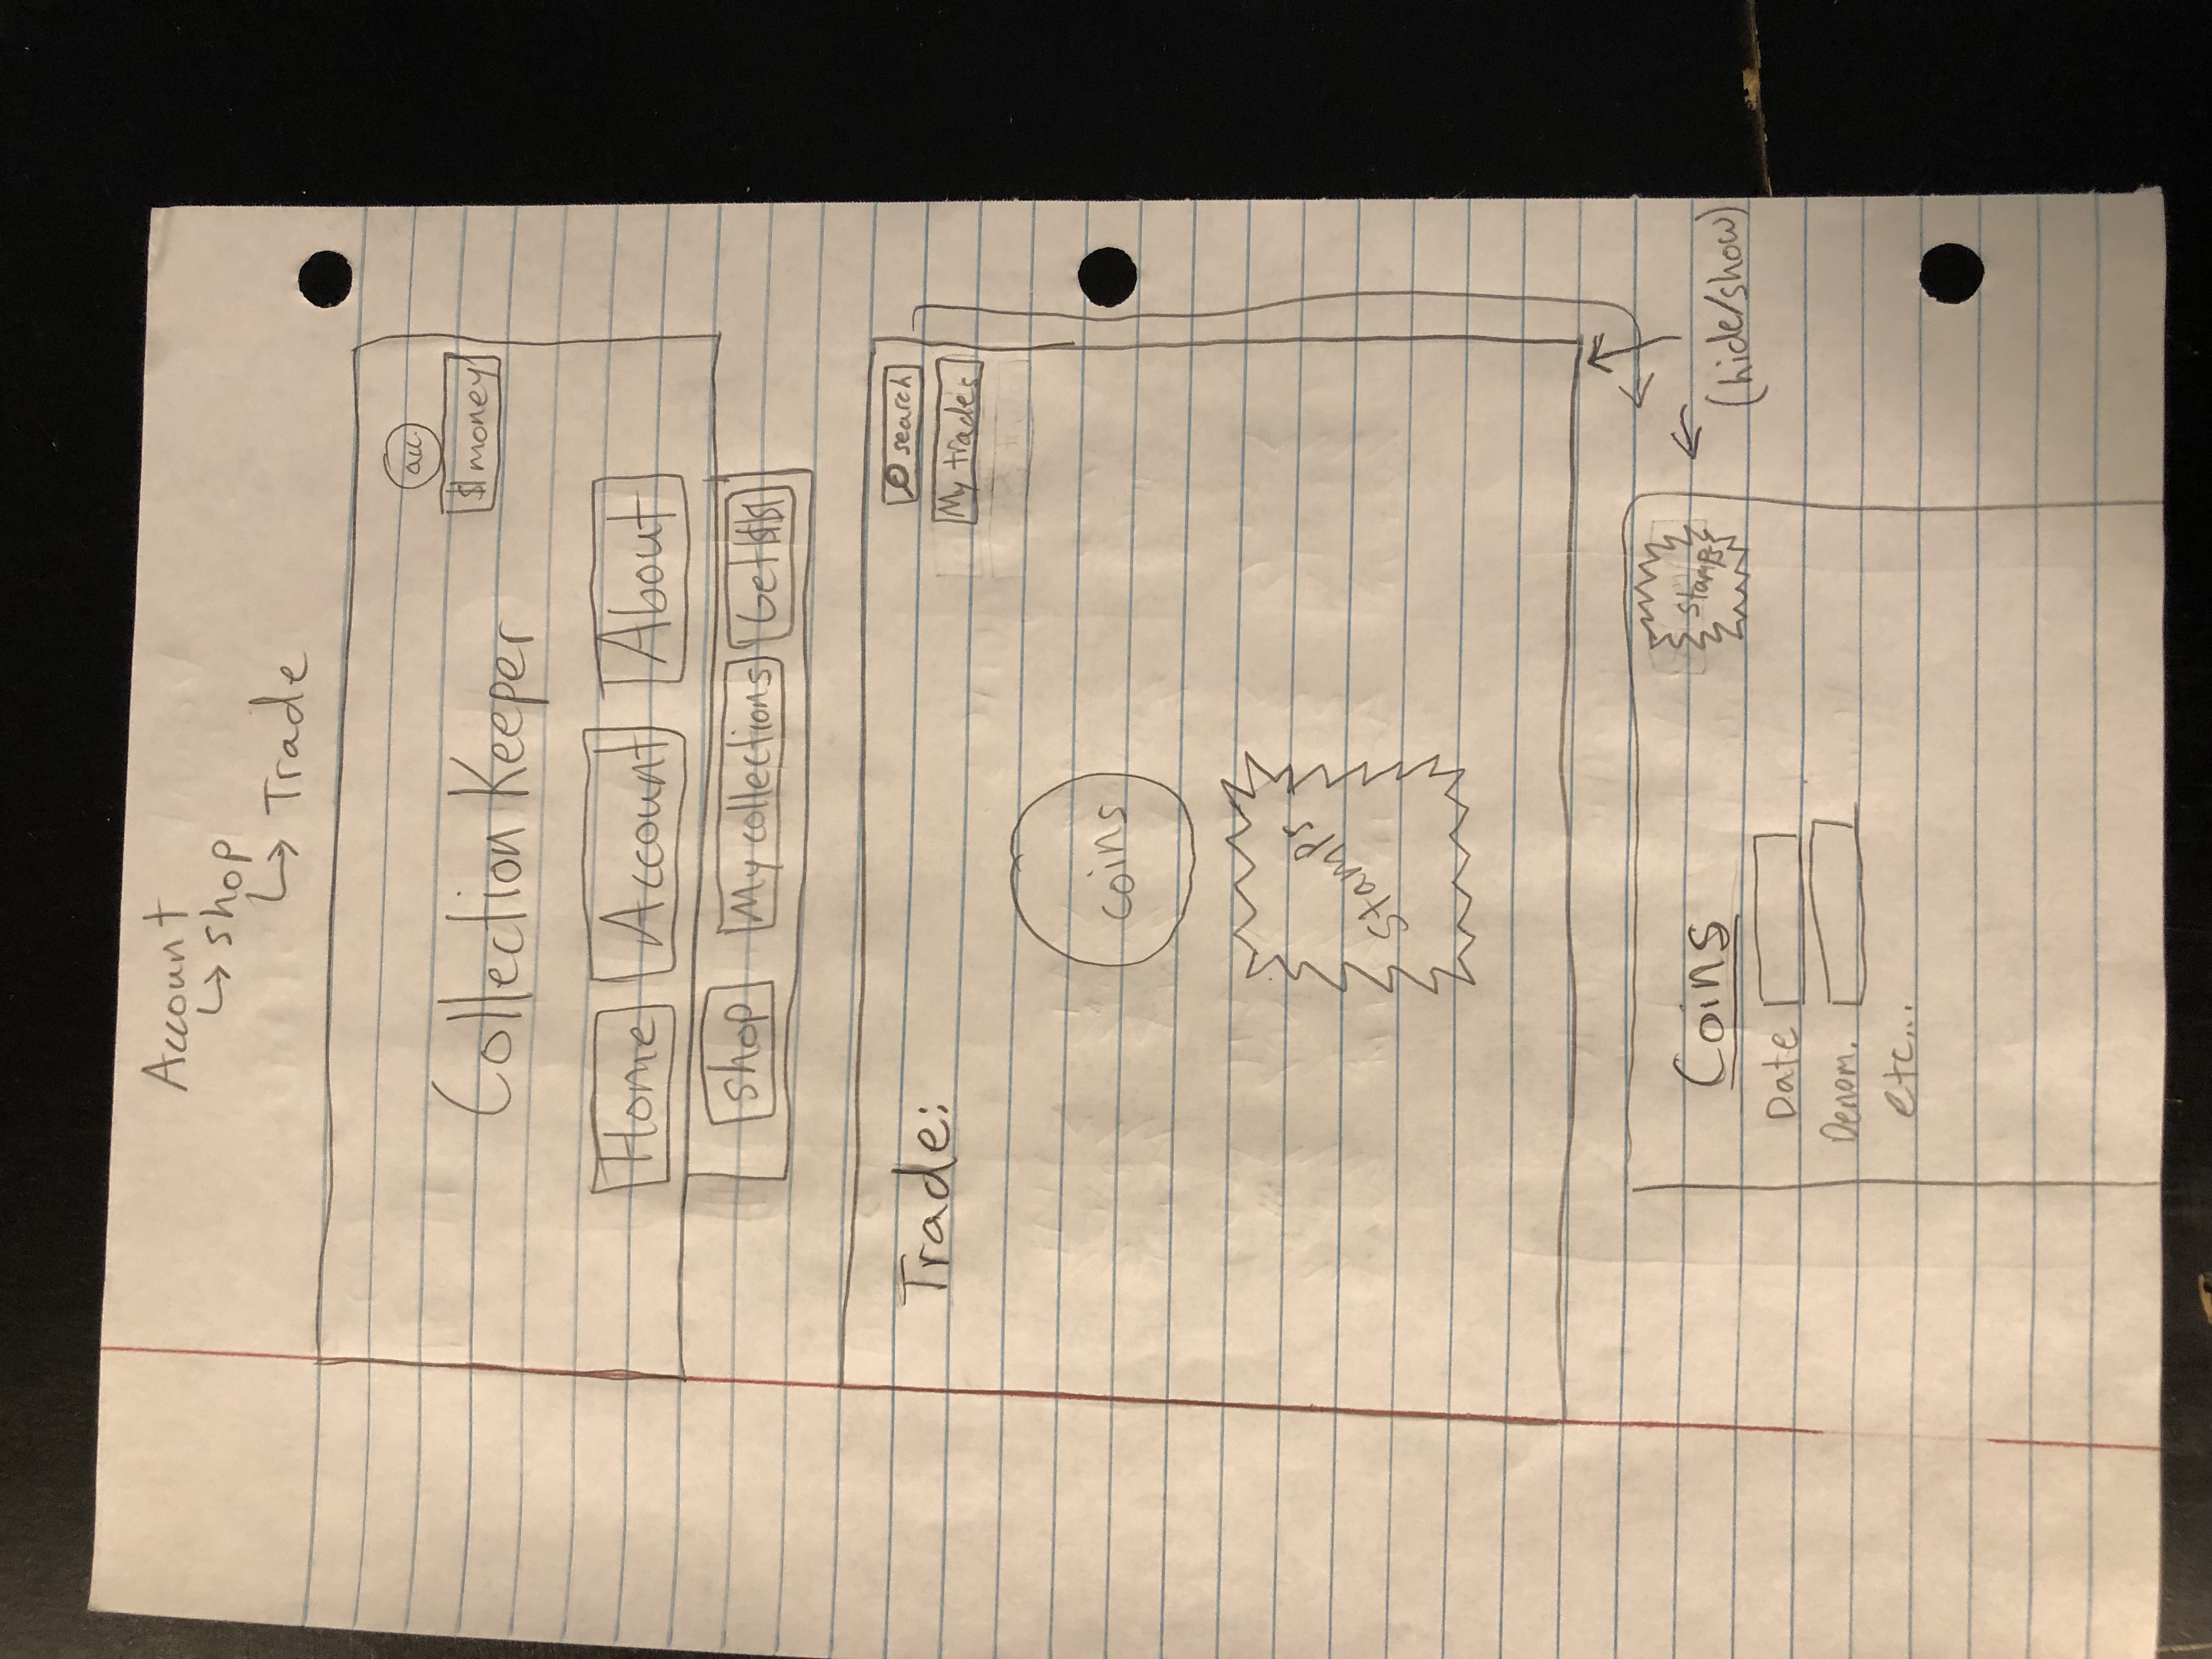 Account
↳ shop
↳ Trade
acc.
$ money
Collection Keeper
Home Account About
shop My collections Get $$
Trade:
search
My trades
coins
Stamps
Coins
Stamps
(hide/show)
Date
Denom.
etc...